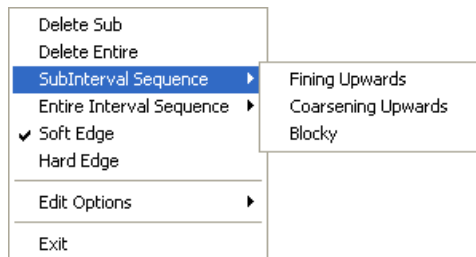 Delete Sub
Delete Entire
SubInterval Sequence
Entire Interval Sequence
Soft Edge
Hard Edge
Edit Options
Exit
Fining Upwards
Coarsening Upwards
Blocky